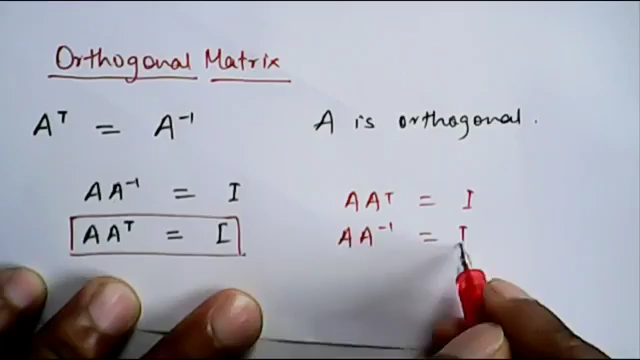 Orthogonal Matrix
Aᵀ = A⁻¹
A is orthogonal.
AA⁻¹ = I
AAᵀ = I
AAᵀ = I
AA⁻¹ = I